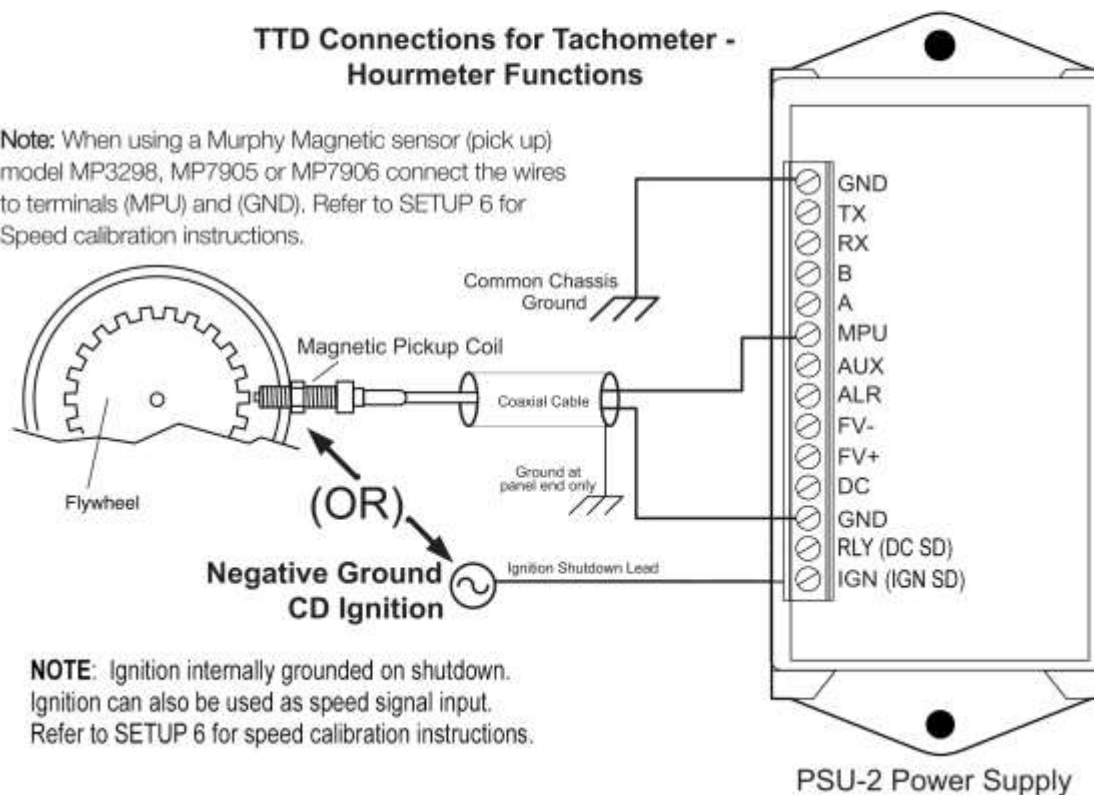 TTD Connections for Tachometer -
Hourmeter Functions
Note: When using a Murphy Magnetic sensor (pick up)
model MP3298, MP7905 or MP7906 connect the wires
to terminals (MPU) and (GND). Refer to SETUP 6 for
Speed calibration instructions.
Common Chassis
Ground
Magnetic Pickup Coil
Coaxial Cable
Ground at
panel end only
Flywheel
(OR)
Negative Ground
CD Ignition
Ignition Shutdown Lead
GND
TX
RX
B
A
MPU
AUX
ALR
FV-
FV+
DC
GND
RLY (DC SD)
IGN (IGN SD)
NOTE: Ignition internally grounded on shutdown.
Ignition can also be used as speed signal input.
Refer to SETUP 6 for speed calibration instructions.
PSU-2 Power Supply